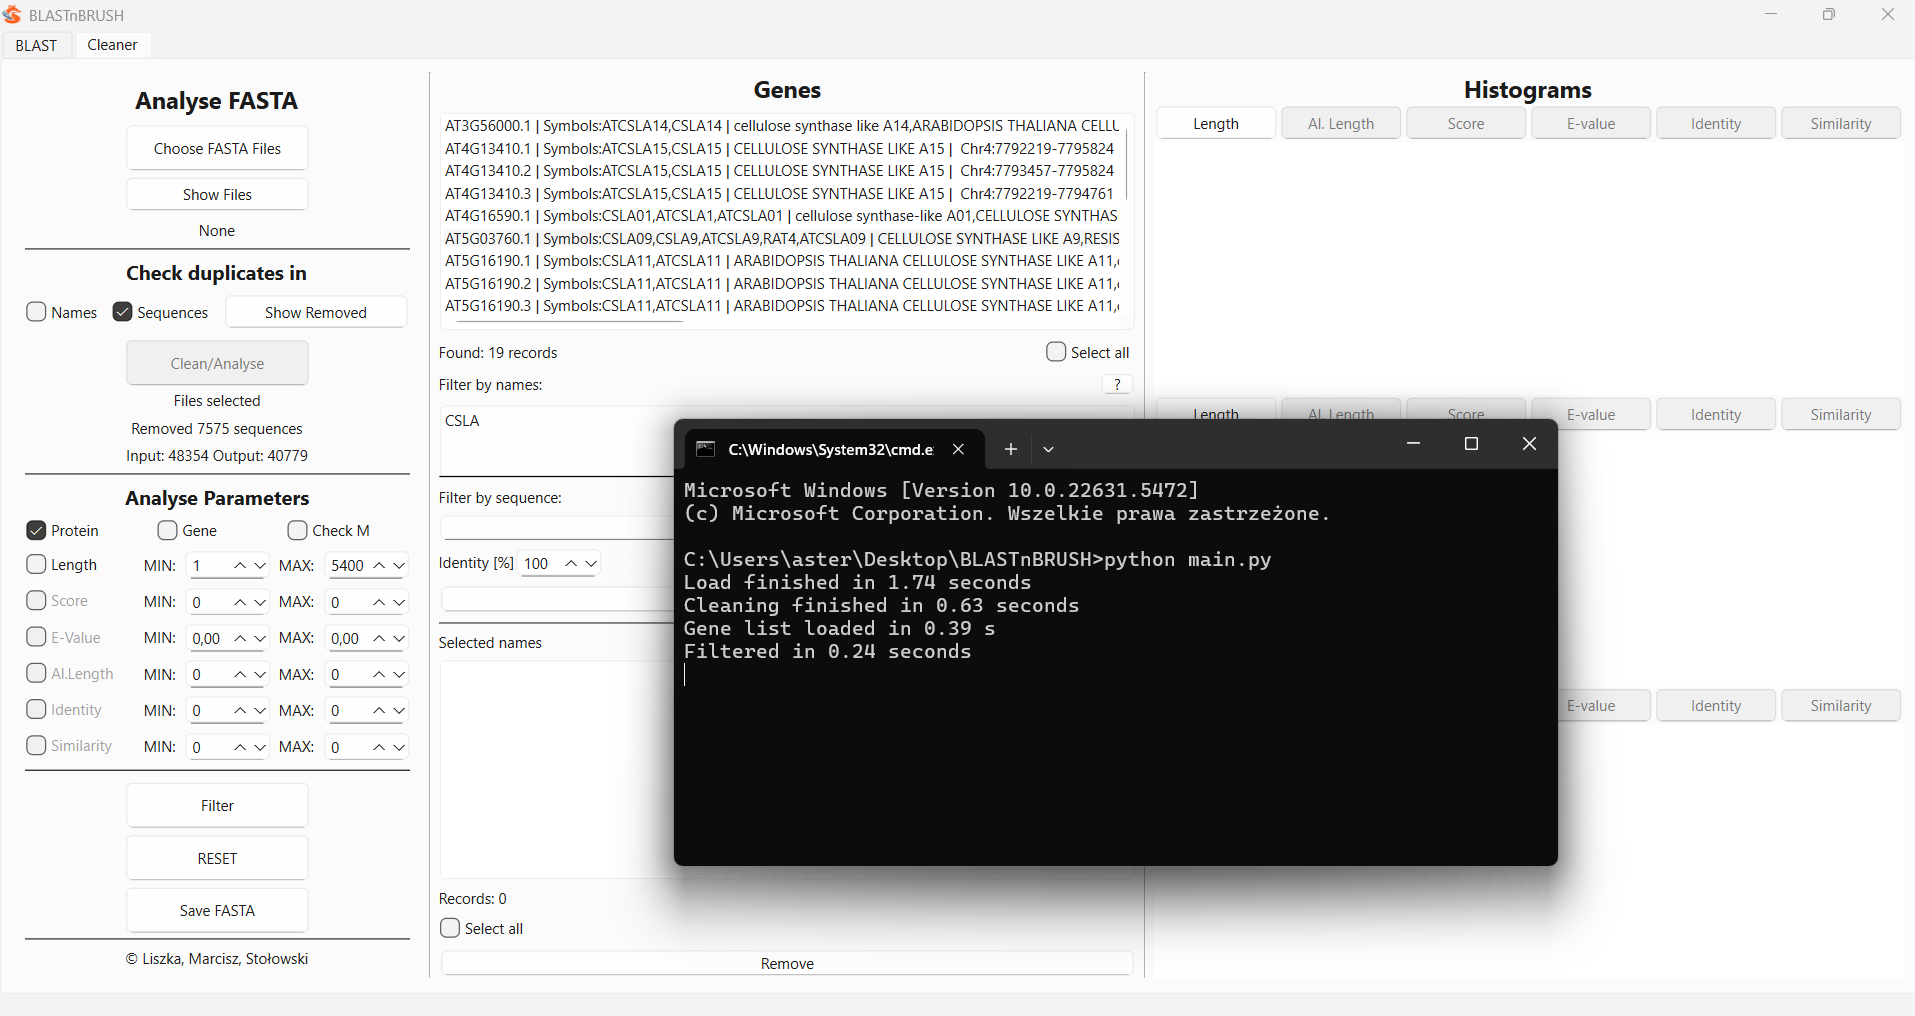 BLASTnBRUSH
BLAST
Cleaner
Analyse FASTA
Choose FASTA Files
Show Files
None
Check duplicates in
Names
Sequences
Show Removed
Clean/Analyse
Files selected
Removed 7575 sequences
Input: 48354 Output: 40779
Analyse Parameters
Protein
Gene
Check M
Length MIN: 1 MAX: 5400
Score MIN: 0 MAX: 0
E-Value MIN: 0,00 MAX: 0,00
Al.Length MIN: 0 MAX: 0
Identity MIN: 0 MAX: 0
Similarity MIN: 0 MAX: 0
Filter
RESET
Save FASTA
© Liszka, Marcisz, Stołowski
Genes
AT3G56000.1 | Symbols:ATCSLA14,CSLA14 | cellulose synthase like A14,ARABIDOPSIS THALIANA CELLU
AT4G13410.1 | Symbols:ATCSLA15,CSLA15 | CELLULOSE SYNTHASE LIKE A15 | Chr4:7792219-7795824
AT4G13410.2 | Symbols:ATCSLA15,CSLA15 | CELLULOSE SYNTHASE LIKE A15 | Chr4:7793457-7795824
AT4G13410.3 | Symbols:ATCSLA15,CSLA15 | CELLULOSE SYNTHASE LIKE A15 | Chr4:7792219-7794761
AT4G16590.1 | Symbols:CSLA01,ATCSLA1,ATCSLA01 | cellulose synthase-like A01,CELLULOSE SYNTHAS
AT5G03760.1 | Symbols:CSLA09,CSLA9,ATCSLA9,RAT4,ATCSLA09 | CELLULOSE SYNTHASE LIKE A9,RESIS
AT5G16190.1 | Symbols:CSLA11,ATCSLA11 | ARABIDOPSIS THALIANA CELLULOSE SYNTHASE LIKE A11,
AT5G16190.2 | Symbols:CSLA11,ATCSLA11 | ARABIDOPSIS THALIANA CELLULOSE SYNTHASE LIKE A11,
AT5G16190.3 | Symbols:CSLA11,ATCSLA11 | ARABIDOPSIS THALIANA CELLULOSE SYNTHASE LIKE A11,
Found: 19 records
Select all
Filter by names:
?
CSLA
Filter by sequence:
Identity [%] 100
Selected names
Records: 0
Select all
Remove
C:\Windows\System32\cmd.e
Microsoft Windows [Version 10.0.22631.5472]
(c) Microsoft Corporation. Wszelkie prawa zastrzeżone.
C:\Users\aster\Desktop\BLASTnBRUSH>python main.py
Load finished in 1.74 seconds
Cleaning finished in 0.63 seconds
Gene list loaded in 0.39 s
Filtered in 0.24 seconds
Histograms
Length Al. Length Score E-value Identity Similarity
Length Al. Length Score E-value Identity Similarity
E-value Identity Similarity